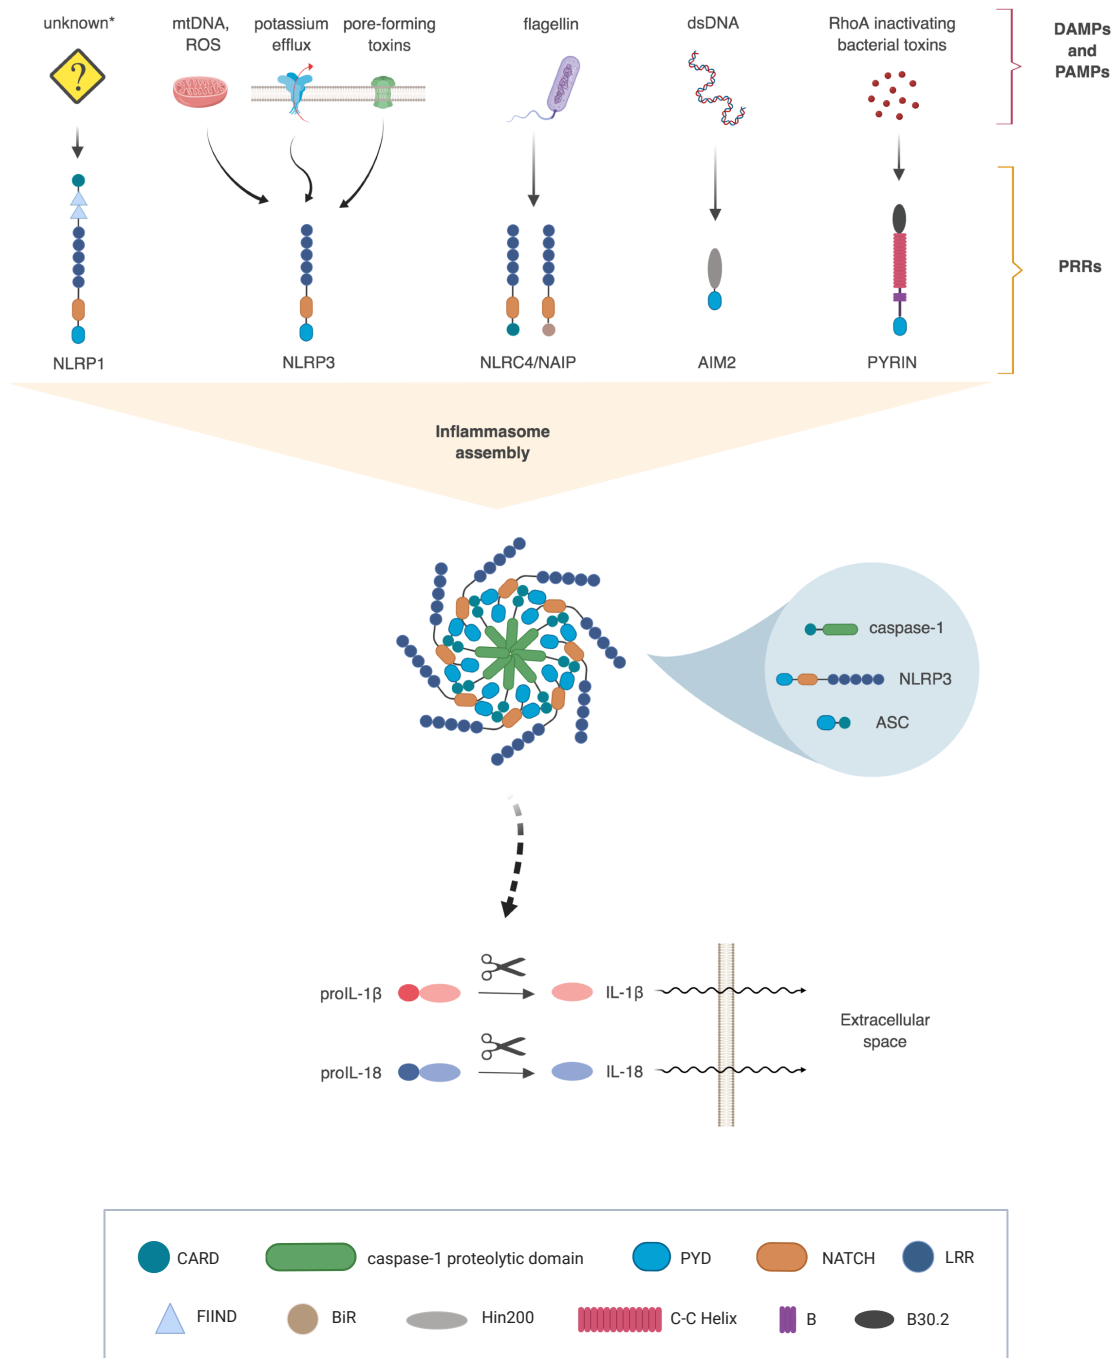 unknown*
mtDNA,
ROS
potassium
efflux
pore-forming
toxins
flagellin
dsDNA
RhoA inactivating
bacterial toxins
DAMPs
and
PAMPs
?
PRRs
NLRP1
NLRP3
NLRC4/NAIP
AIM2
PYRIN
Inflammasome
assembly
caspase-1
NLRP3
ASC
proIL-1β
IL-1β
Extracellular
space
proIL-18
IL-18
CARD
caspase-1 proteolytic domain
PYD
NATCH
LRR
FIIND
BiR
Hin200
C-C Helix
B
B30.2